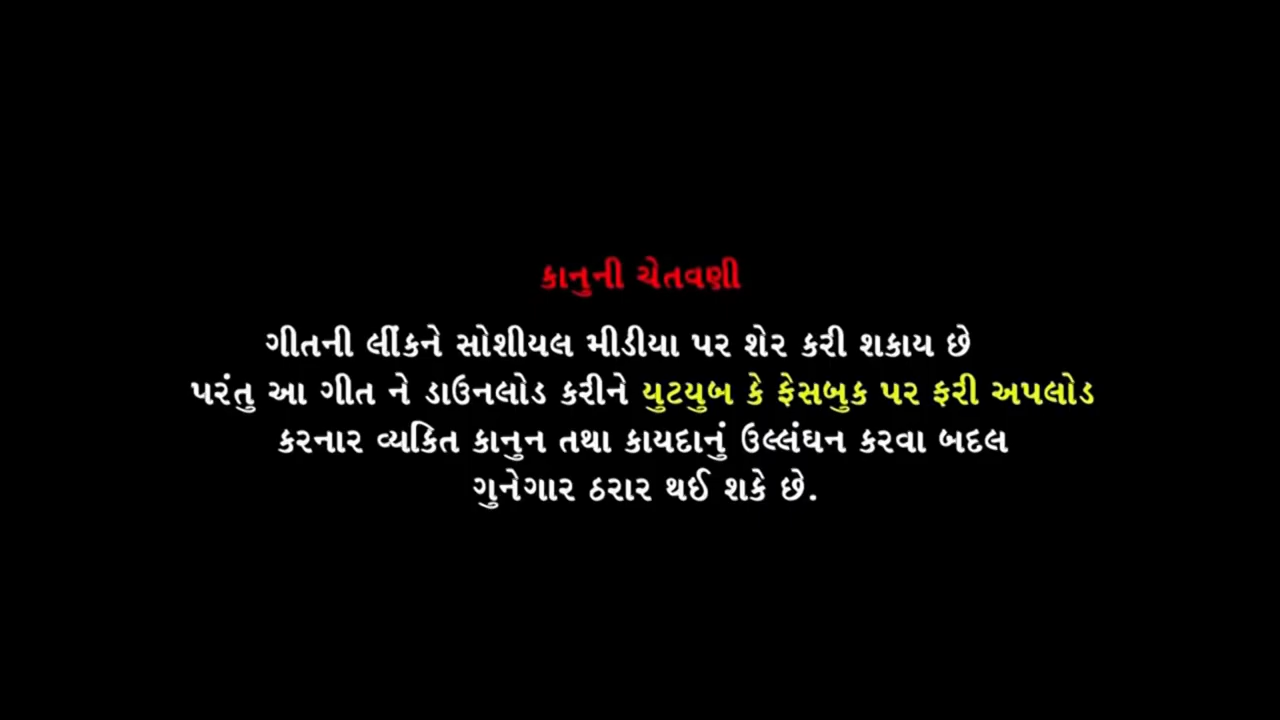 કાનુની ચેતવણી
ગીતની લીંકને સોશીયલ મીડીયા પર શેર કરી શકાય છે
પરંતુ આ ગીત ને ડાઉનલોડ કરીને યુટયુબ કે ફેસબુક પર ફરી અપલોડ
કરનાર વ્યકિત કાનુન તથા કાયદાનું ઉલ્લંઘન કરવા બદલ
ગુનેગાર ઠરાર થઈ શકે છે.